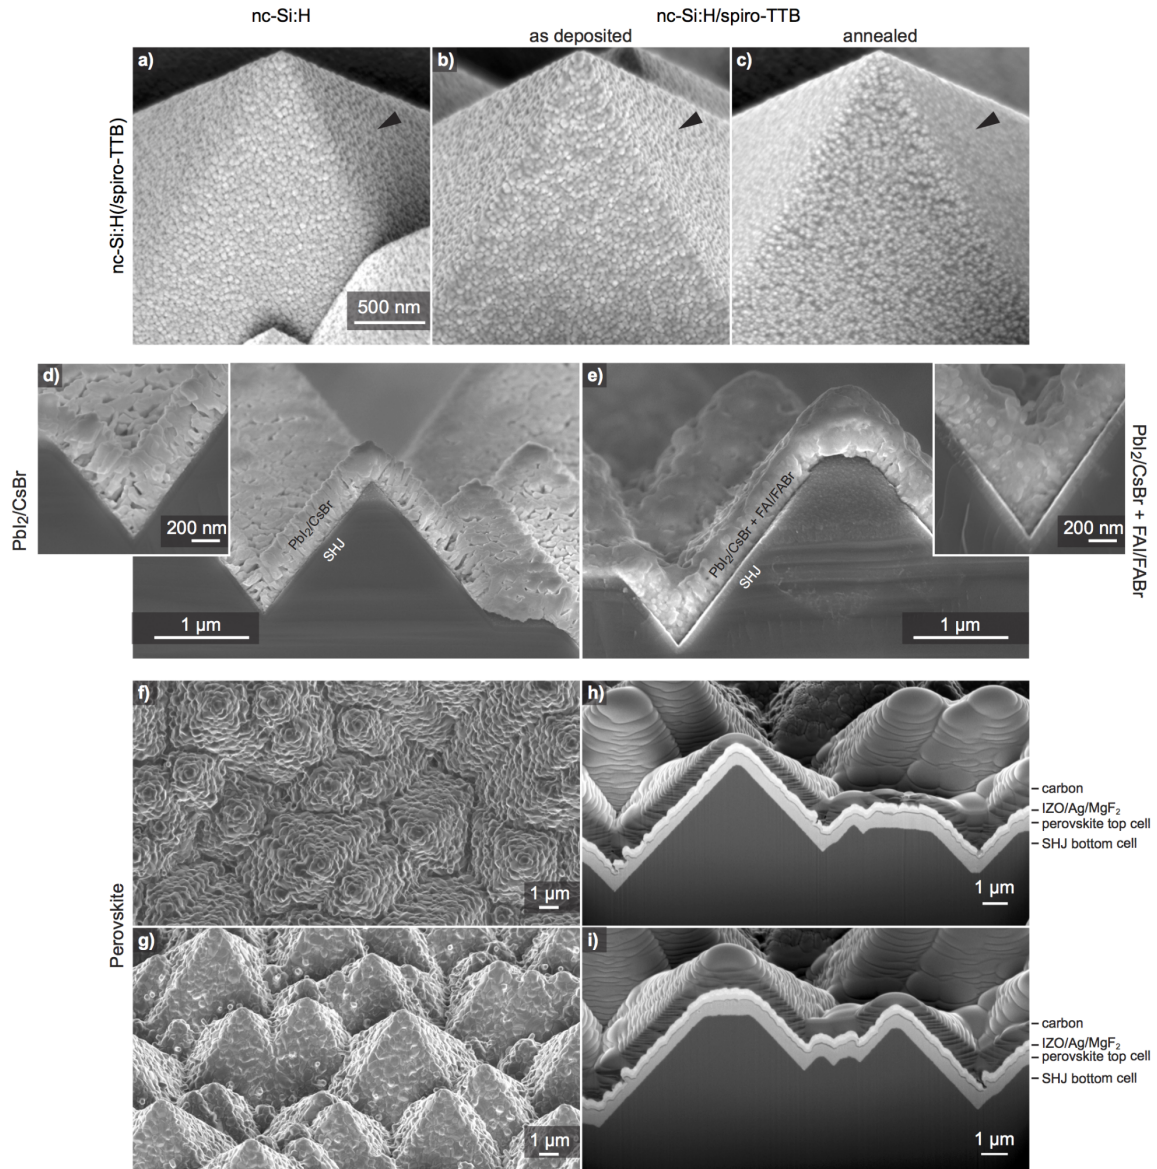 nc-Si:H
nc-Si:H/spiro-TTB
as deposited
annealed
nc-Si:H(/spiro-TTB)
a)
b)
c)
500 nm
PbI₂/CsBr
d)
200 nm
PbI₂/CsBr
SHJ
1 µm
e)
PbI₂/CsBr + FAI/FABr
SHJ
1 µm
200 nm
PbI₂/CsBr + FAI/FABr
Perovskite
f)
1 µm
g)
1 µm
h)
1 µm
carbon
IZO/Ag/MgF₂
perovskite top cell
SHJ bottom cell
i)
1 µm
carbon
IZO/Ag/MgF₂
perovskite top cell
SHJ bottom cell